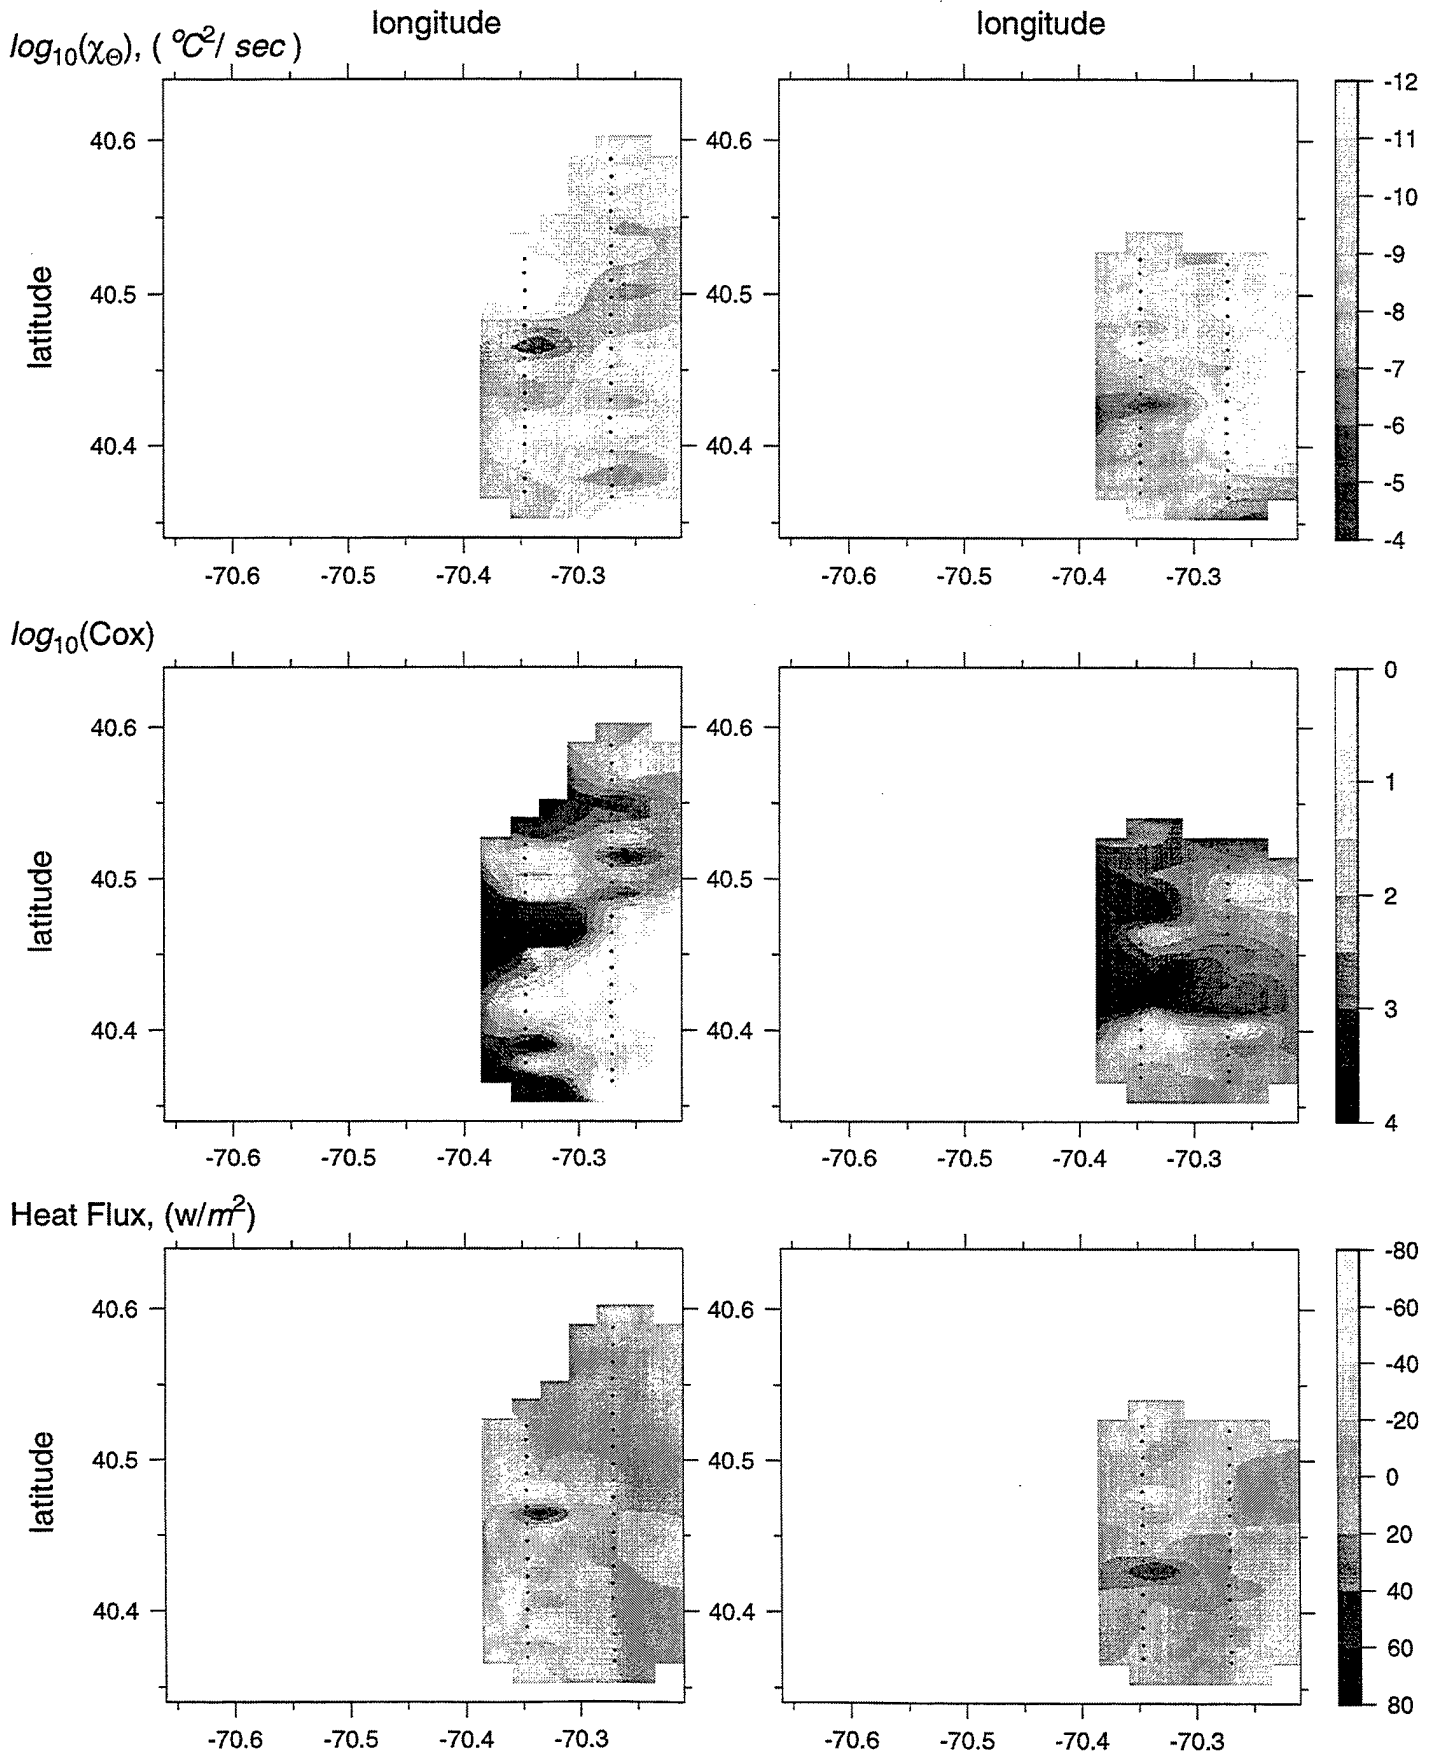 longitude longitude
log10(χΘ), ( °C2/ sec )
40.6 40.6 -12
-11
-10
latitude 40.5 40.5 -9
-8
-7
40.4 40.4 -6
-5
-4
-70.6 -70.5 -70.4 -70.3 -70.6 -70.5 -70.4 -70.3
log10(Cox)
0
40.6 40.6
1
latitude 40.5 40.5 2
40.4 40.4 3
4
-70.6 -70.5 -70.4 -70.3 -70.6 -70.5 -70.4 -70.3
Heat Flux, (w/m2)
-80
40.6 40.6 -60
-40
-20
latitude 40.5 40.5 0
20
40
40.4 40.4 60
80
-70.6 -70.5 -70.4 -70.3 -70.6 -70.5 -70.4 -70.3